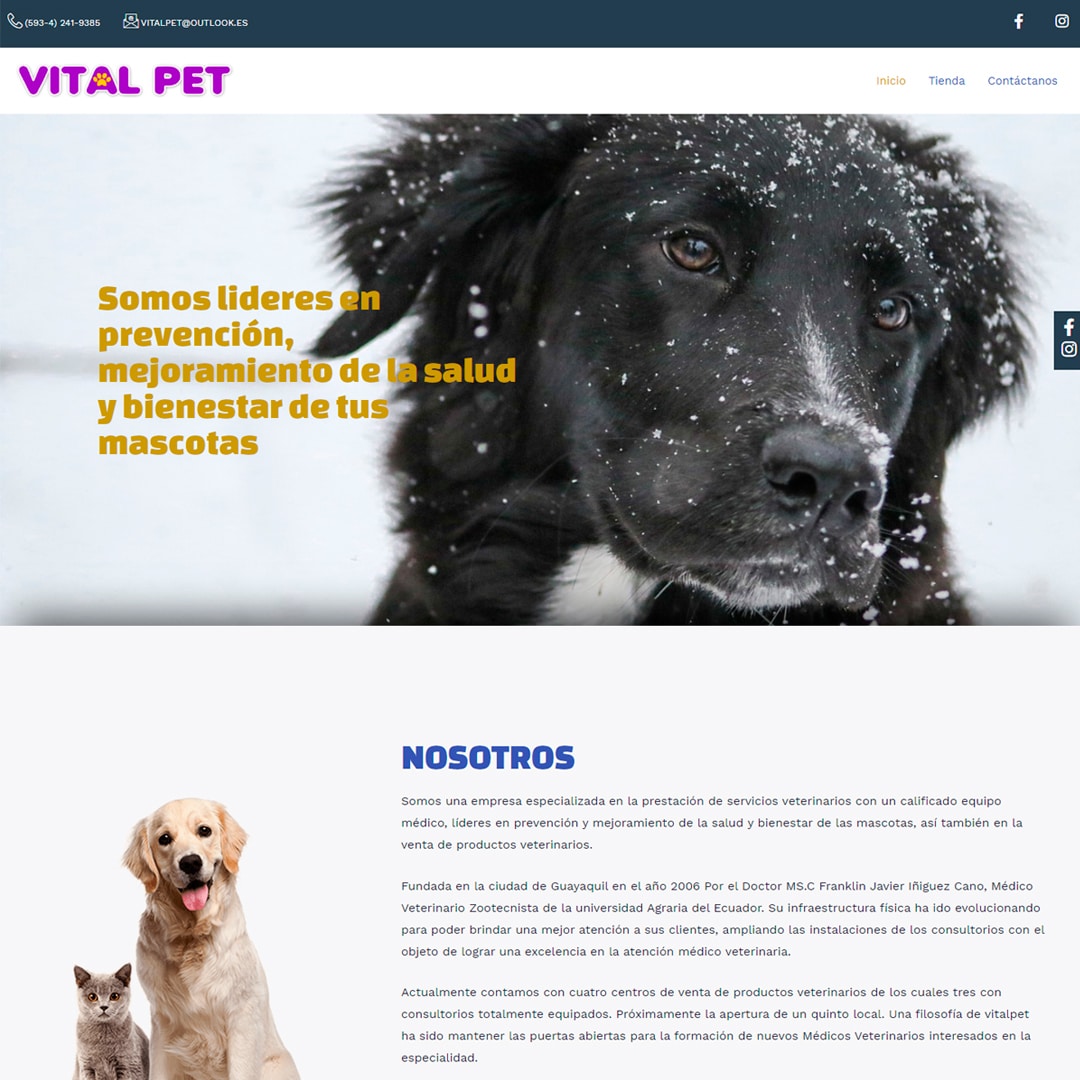 (593-4) 241-9385 VITALPET@OUTLOOK.ES
VITAL PET
Inicio Tienda Contáctanos
Somos lideres en
prevención,
mejoramiento de la salud
y bienestar de tus
mascotas
NOSOTROS
Somos una empresa especializada en la prestación de servicios veterinarios con un calificado equipo
médico, líderes en prevención y mejoramiento de la salud y bienestar de las mascotas, así también en la
venta de productos veterinarios.
Fundada en la ciudad de Guayaquil en el año 2006 Por el Doctor MS.C Franklin Javier Iñiguez Cano, Médico
Veterinario Zootecnista de la universidad Agraria del Ecuador. Su infraestructura física ha ido evolucionando
para poder brindar una mejor atención a sus clientes, ampliando las instalaciones de los consultorios con el
objeto de lograr una excelencia en la atención médico veterinaria.
Actualmente contamos con cuatro centros de venta de productos veterinarios de los cuales tres con
consultorios totalmente equipados. Próximamente la apertura de un quinto local. Una filosofía de vitalpet
ha sido mantener las puertas abiertas para la formación de nuevos Médicos Veterinarios interesados en la
especialidad.